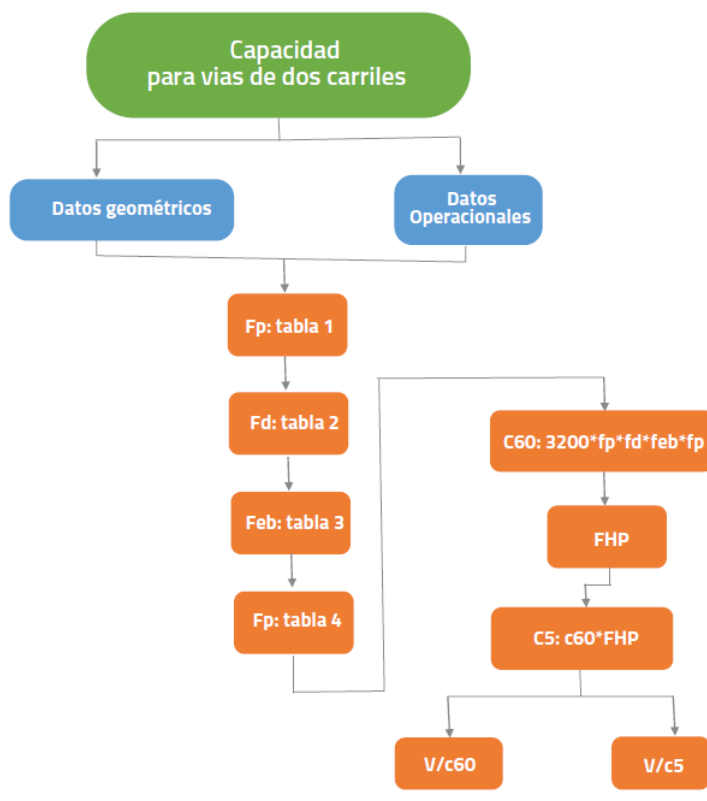 Capacidad
para vias de dos carriles
Datos geométricos
Datos
Operacionales
Fp: tabla 1
Fd: tabla 2
Feb: tabla 3
Fp: tabla 4
C60: 3200*fp*fd*feb*fp
FHP
C5: c60*FHP
V/c60
V/c5